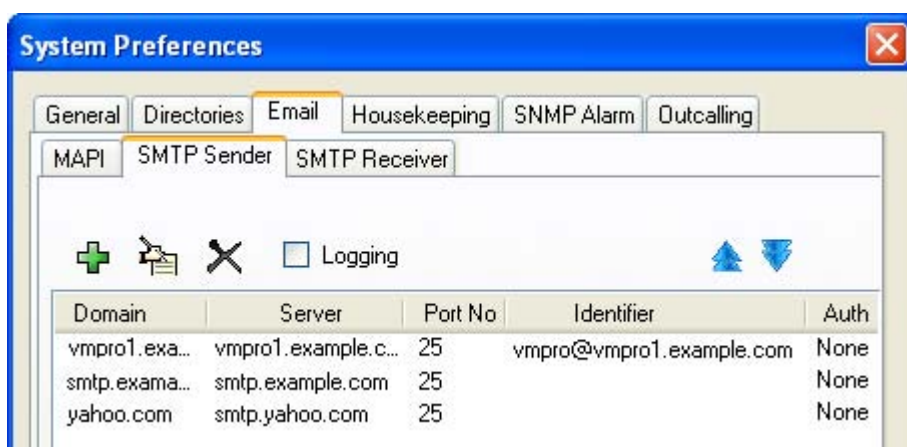 System Preferences
General Directories Email Housekeeping SNMP Alarm Outcalling
MAPI SMTP Sender SMTP Receiver
Logging
Domain Server Port No Identifier Auth
vmpro1.exa... vmpro1.example.c... 25 vmpro@vmpro1.example.com None
smtp.exama... smtp.example.com 25 None
yahoo.com smtp.yahoo.com 25 None